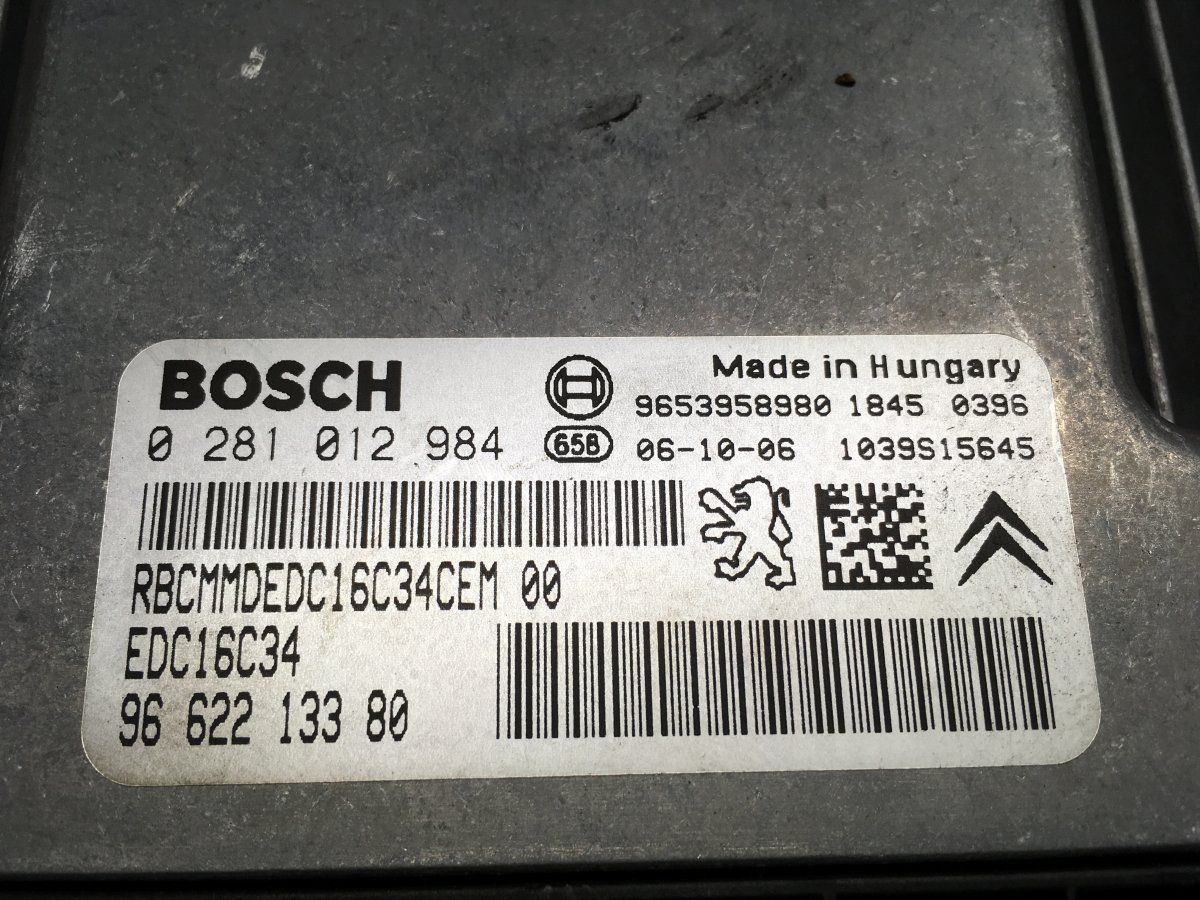 BOSCH
Made in Hungary
9653958980 1845 0396
0 281 012 984
658
06-10-06 1039S15645
RBCMMDEDC16C34CEM 00
EDC16C34
96 622 133 80